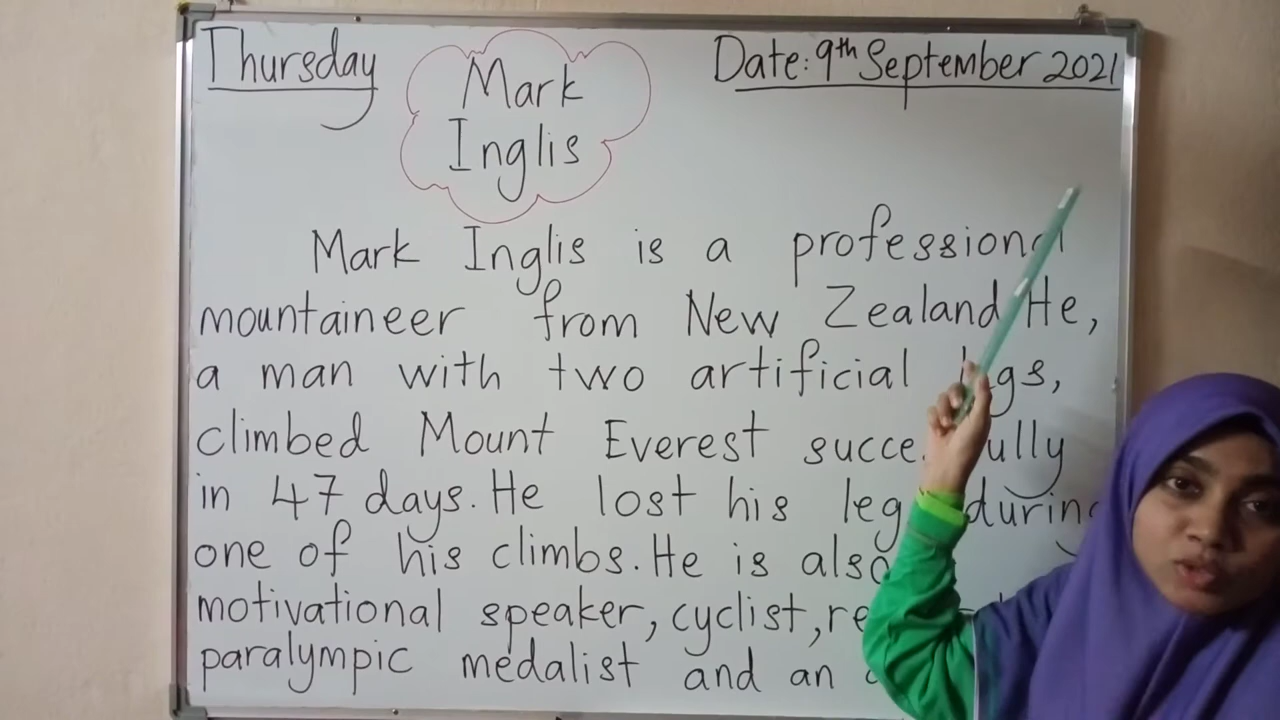 Thursday
Mark
Inglis
Date: 9th September 2021
Mark Inglis is a professional
mountaineer from New Zealand He,
a man with two artificial
climbed Mount Everest
in 47 days. He lost his during
one of his climbs. He is also
motivational speaker, cyclist,
paralympic medalist and an